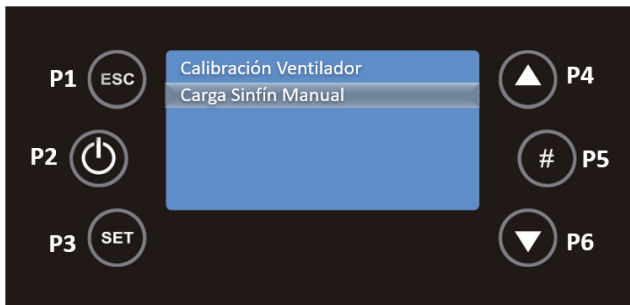 P1 ESC
Calibración Ventilador
Carga Sinfín Manual
P4
P2
# P5
P3 SET
P6